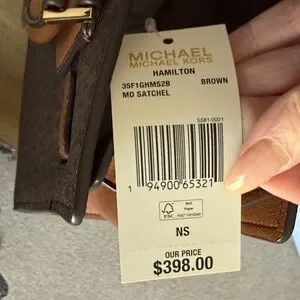 MICHAEL
MICHAEL KORS
HAMILTON
35F1GHMS2B BROWN
MD SATCHEL
S581-0001
1 94900 65321
FSC
MIX
Paper
NS
OUR PRICE
$398.00